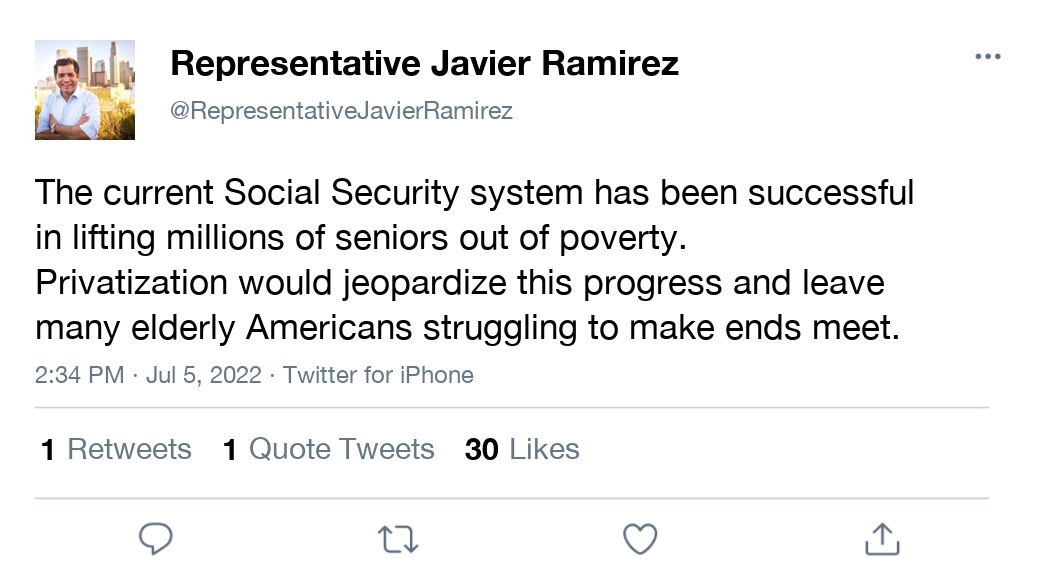 Representative Javier Ramirez
@RepresentativeJavierRamirez
The current Social Security system has been successful
in lifting millions of seniors out of poverty.
Privatization would jeopardize this progress and leave
many elderly Americans struggling to make ends meet.
2:34 PM · Jul 5, 2022 · Twitter for iPhone
1 Retweets 1 Quote Tweets 30 Likes